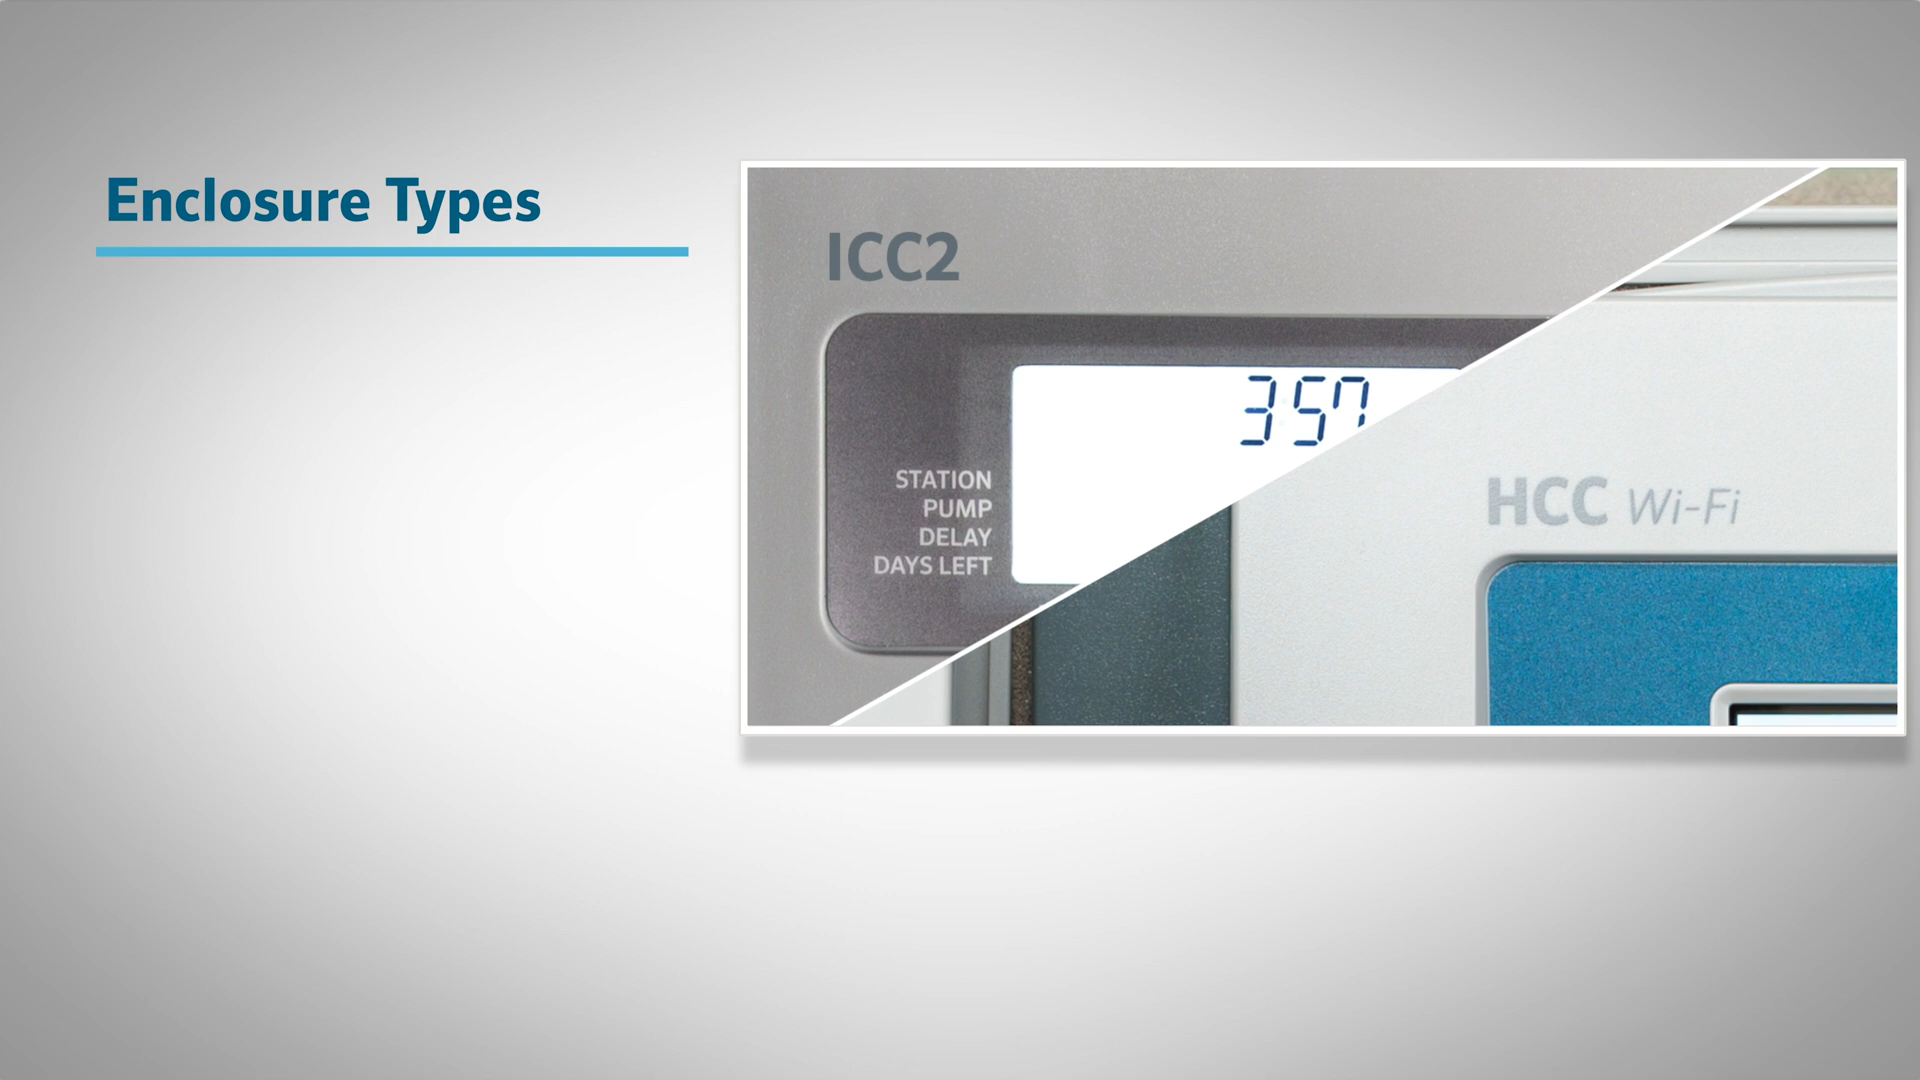 Enclosure Types
ICC2
357
STATION
PUMP
DELAY
DAYS LEFT
HCC Wi-Fi